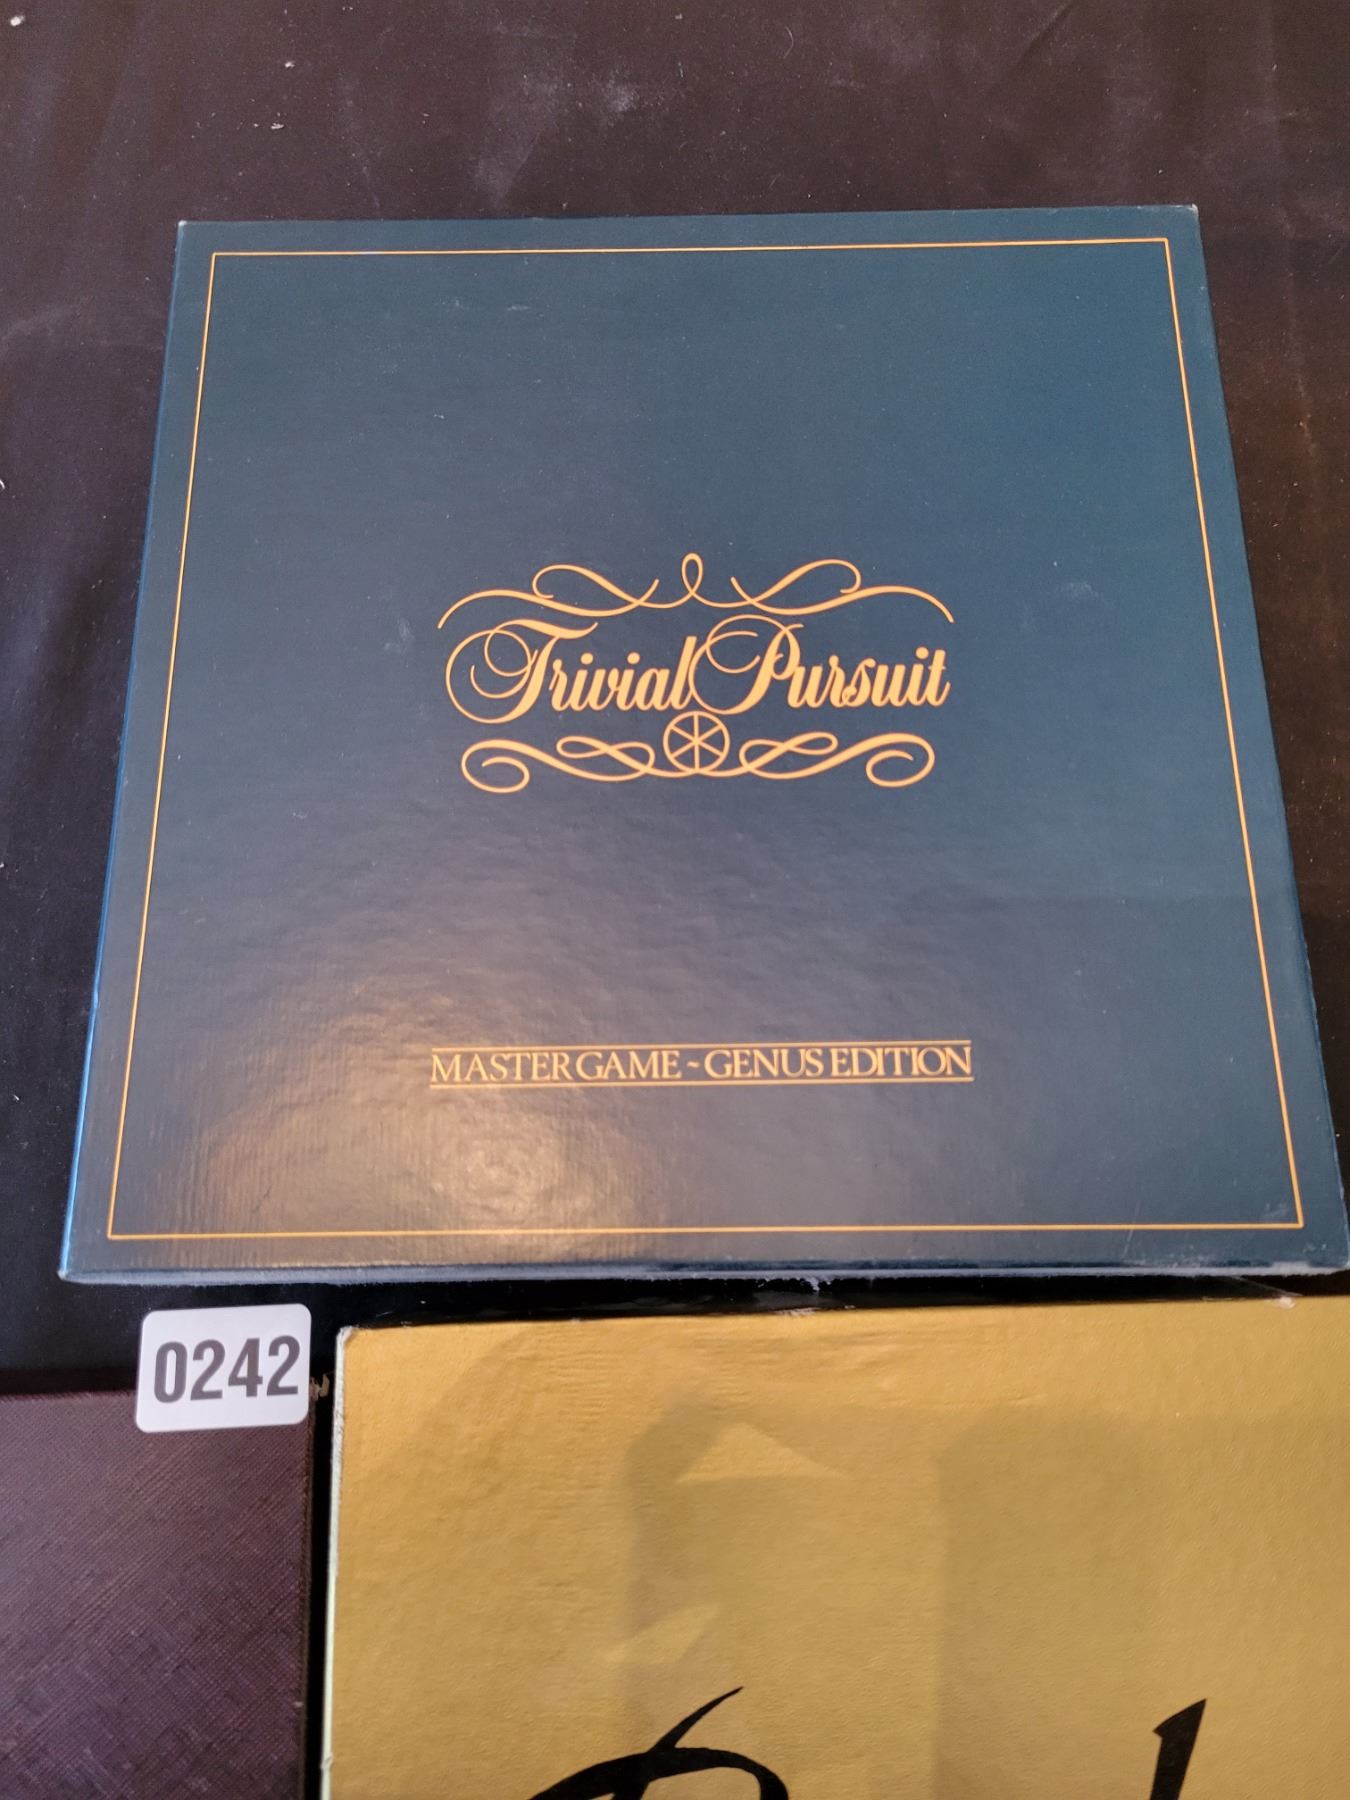 Trivial Pursuit
MASTER GAME ~ GENUS EDITION
0242